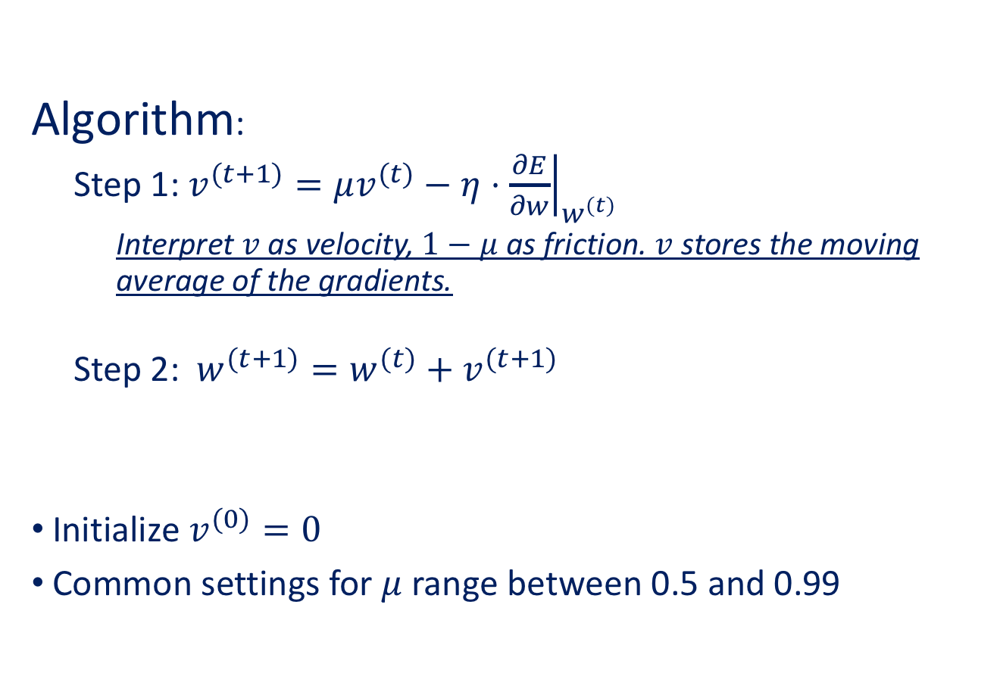 Algorithm:
Step 1: $v^{(t+1)} = \mu v^{(t)} - \eta \cdot \left.\frac{\partial E}{\partial w}\right|_{w^{(t)}}$
Interpret $v$ as velocity, $1 - \mu$ as friction. $v$ stores the moving
average of the gradients.
Step 2: $w^{(t+1)} = w^{(t)} + v^{(t+1)}$
• Initialize $v^{(0)} = 0$
• Common settings for $\mu$ range between 0.5 and 0.99